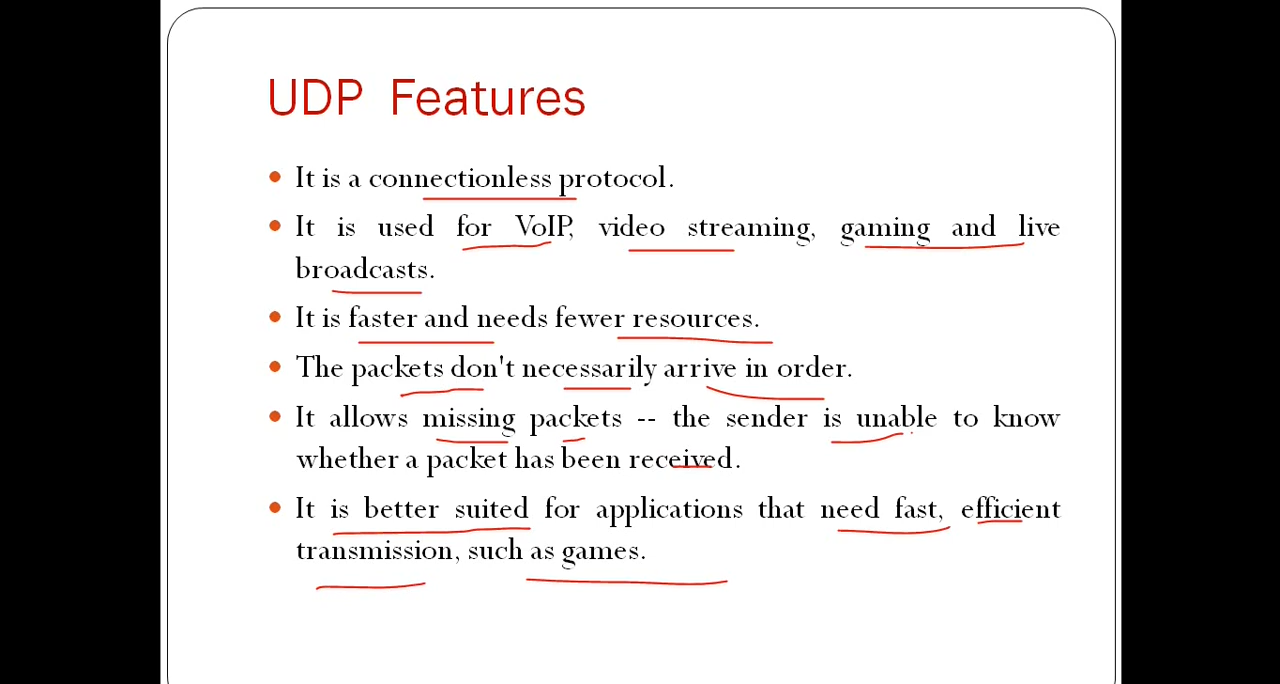 UDP Features
• It is a connectionless protocol.
• It is used for VoIP, video streaming, gaming and live
broadcasts.
• It is faster and needs fewer resources.
• The packets don't necessarily arrive in order.
• It allows missing packets -- the sender is unable to know
whether a packet has been received.
• It is better suited for applications that need fast, efficient
transmission, such as games.